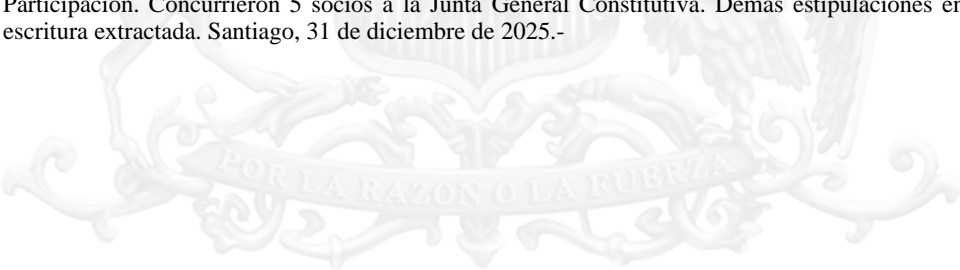 Participación. Concurrieron 5 socios a la Junta General Constitutiva. Demás estipulaciones en
escritura extractada. Santiago, 31 de diciembre de 2025.-
POR LA RAZON O LA FUERZA